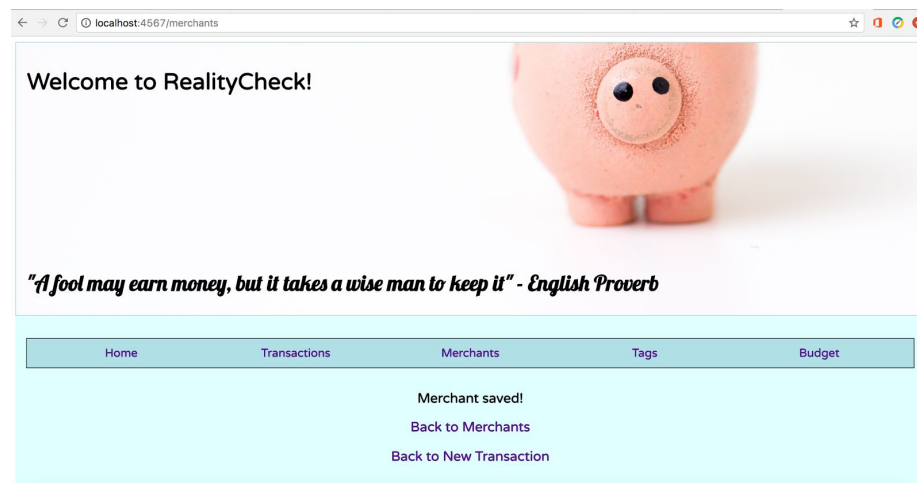 localhost:4567/merchants
Welcome to RealityCheck!
"A fool may earn money, but it takes a wise man to keep it" - English Proverb
Home Transactions Merchants Tags Budget
Merchant saved!
Back to Merchants
Back to New Transaction